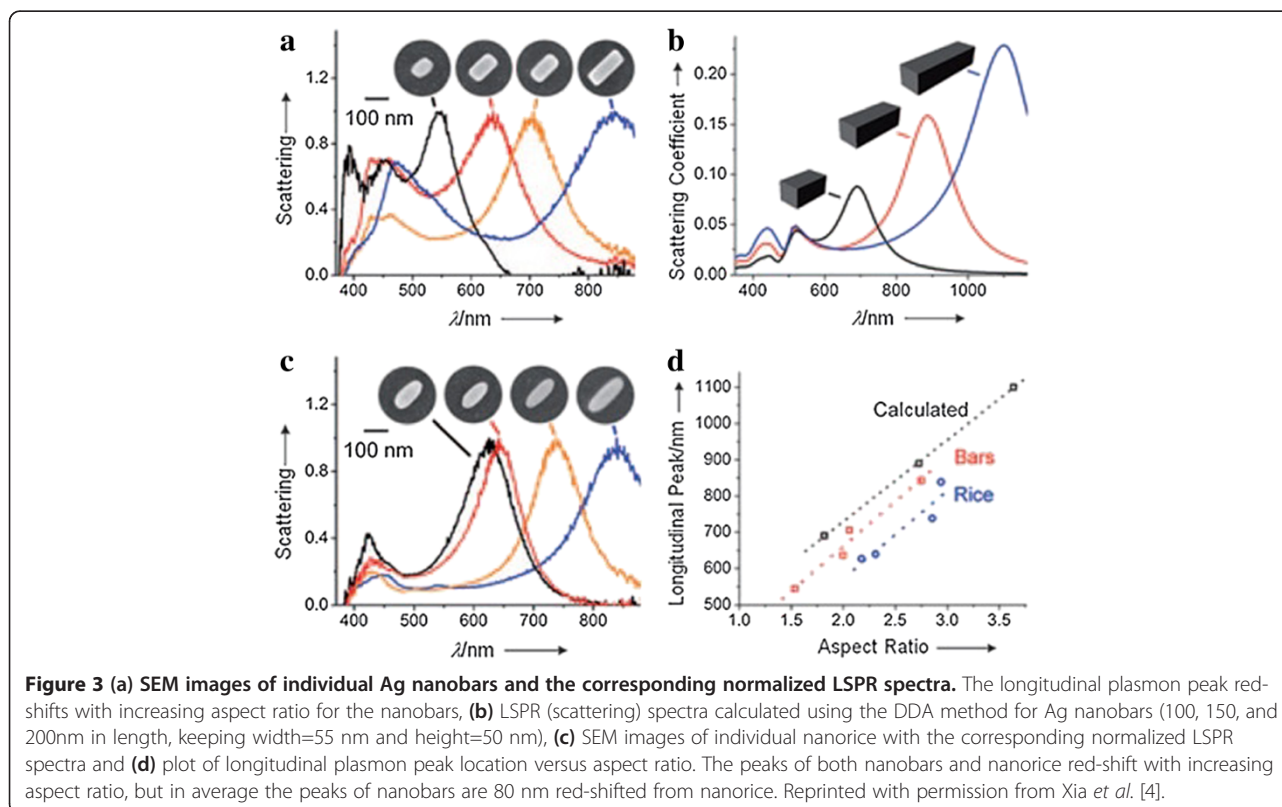 a
1.2
0.8
0.4
0.0
Scattering
100 nm
400 500 600 700 800
λ/nm
b
0.20
0.15
0.10
0.05
0.00
Scattering Coefficient
400 600 800 1000
λ/nm
c
1.2
0.8
0.4
0.0
Scattering
100 nm
400 500 600 700 800
λ/nm
d
1100
1000
900
800
700
600
500
Longitudinal Peak/nm
Calculated
Bars
Rice
1.0 1.5 2.0 2.5 3.0 3.5
Aspect Ratio
Figure 3 (a) SEM images of individual Ag nanobars and the corresponding normalized LSPR spectra. The longitudinal plasmon peak red-
shifts with increasing aspect ratio for the nanobars, (b) LSPR (scattering) spectra calculated using the DDA method for Ag nanobars (100, 150, and
200nm in length, keeping width=55 nm and height=50 nm), (c) SEM images of individual nanorice with the corresponding normalized LSPR
spectra and (d) plot of longitudinal plasmon peak location versus aspect ratio. The peaks of both nanobars and nanorice red-shift with increasing
aspect ratio, but in average the peaks of nanobars are 80 nm red-shifted from nanorice. Reprinted with permission from Xia et al. [4].